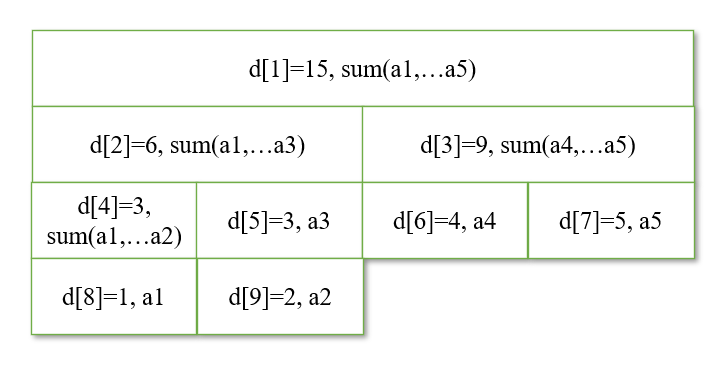 d[1]=15, sum(a1,…a5)
d[2]=6, sum(a1,…a3)
d[3]=9, sum(a4,…a5)
d[4]=3,
sum(a1,…a2)
d[5]=3, a3
d[6]=4, a4
d[7]=5, a5
d[8]=1, a1
d[9]=2, a2